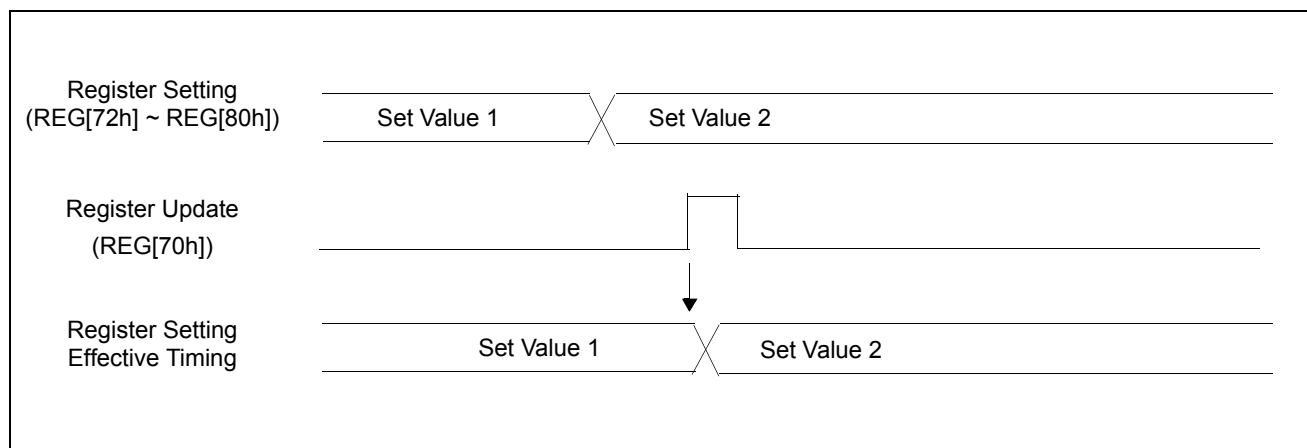 Register Setting
(REG[72h] ~ REG[80h])
Set Value 1
Set Value 2
Register Update
(REG[70h])
Register Setting
Effective Timing
Set Value 1
Set Value 2